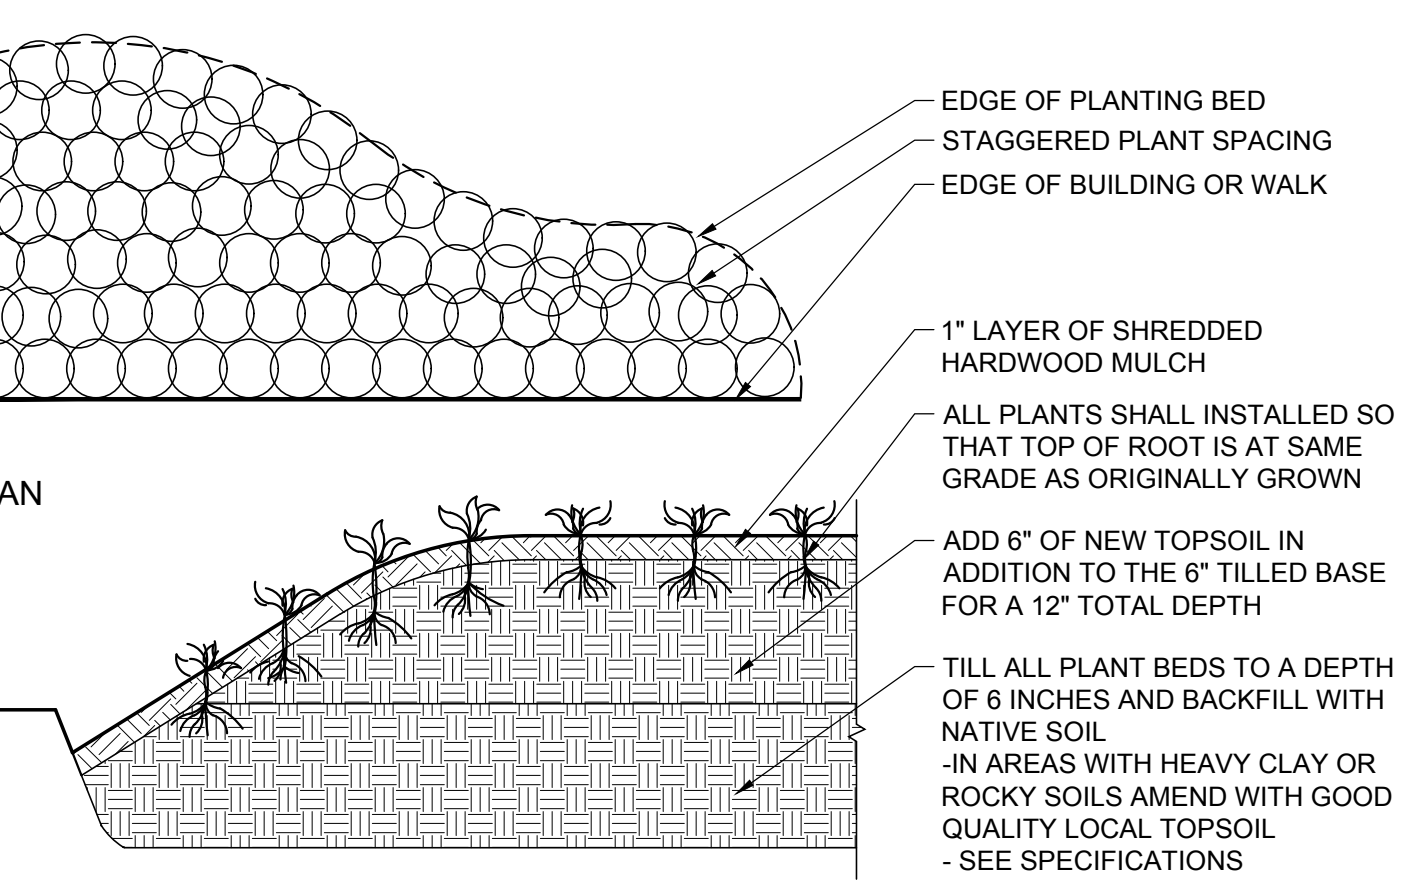 EDGE OF PLANTING BED
STAGGERED PLANT SPACING
EDGE OF BUILDING OR WALK
1" LAYER OF SHREDDED
HARDWOOD MULCH
ALL PLANTS SHALL INSTALLED SO
THAT TOP OF ROOT IS AT SAME
GRADE AS ORIGINALLY GROWN
AN
ADD 6" OF NEW TOPSOIL IN
ADDITION TO THE 6" TILLED BASE
FOR A 12" TOTAL DEPTH
TILL ALL PLANT BEDS TO A DEPTH
OF 6 INCHES AND BACKFILL WITH
NATIVE SOIL
-IN AREAS WITH HEAVY CLAY OR
ROCKY SOILS AMEND WITH GOOD
QUALITY LOCAL TOPSOIL
- SEE SPECIFICATIONS